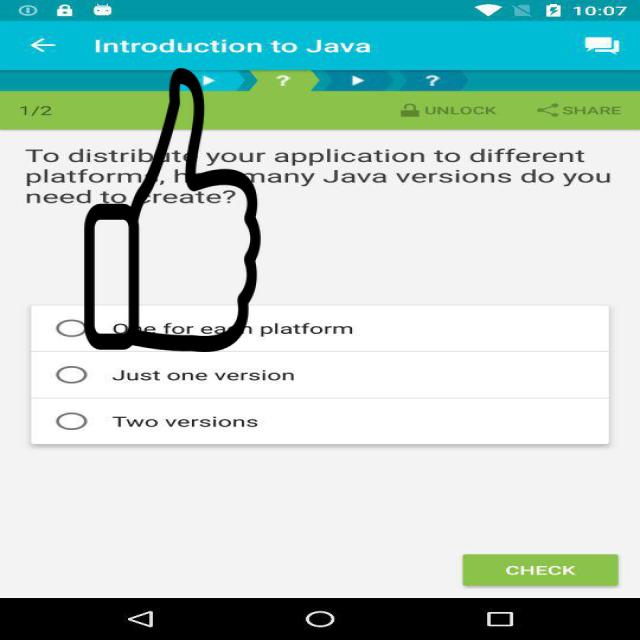 10:07
Introduction to Java
?
?
1/2
UNLOCK
SHARE
To distribute your application to different
platforms, how many Java versions do you
need to create?
One for each platform
Just one version
Two versions
CHECK